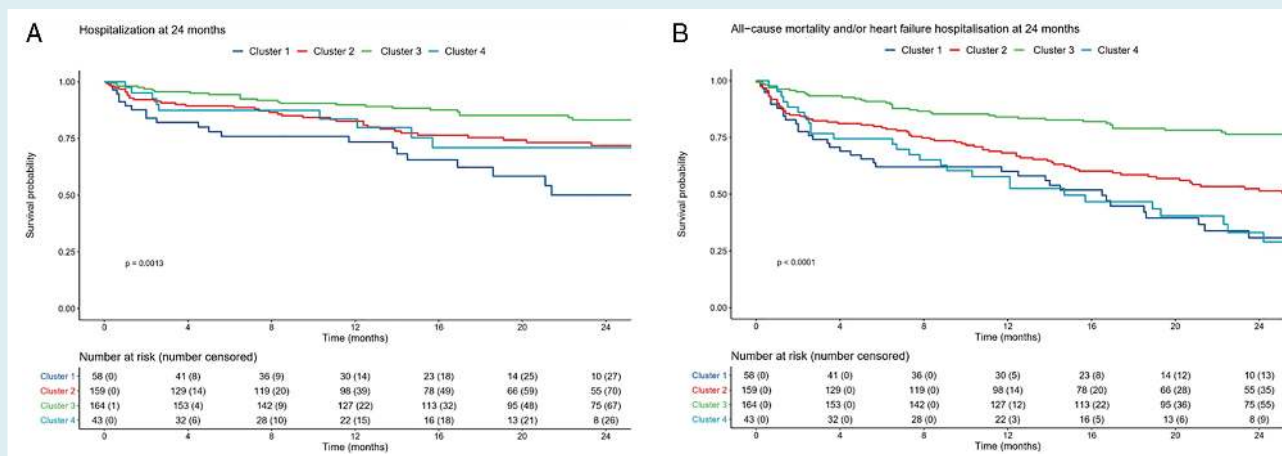 A
Hospitalization at 24 months
Cluster 1 Cluster 2 Cluster 3 Cluster 4
1.00
0.75
0.50
0.25
0.00
Survival probability
p = 0.0013
0 4 8 12 16 20 24
Time (months)
Number at risk (number censored)
Cluster 1 58 (0) 41 (8) 36 (9) 30 (14) 23 (18) 14 (25) 10 (27)
Cluster 2 159 (0) 129 (14) 119 (20) 98 (39) 78 (49) 66 (59) 55 (70)
Cluster 3 164 (1) 153 (4) 142 (9) 127 (22) 113 (32) 95 (48) 75 (67)
Cluster 4 43 (0) 32 (6) 28 (10) 22 (15) 16 (18) 13 (21) 8 (26)
0 4 8 12 16 20 24
Time (months)
B
All-cause mortality and/or heart failure hospitalisation at 24 months
Cluster 1 Cluster 2 Cluster 3 Cluster 4
1.00
0.75
0.50
0.25
0.00
Survival probability
p < 0.0001
0 4 8 12 16 20 24
Time (months)
Number at risk (number censored)
Cluster 1 58 (0) 41 (0) 36 (0) 30 (5) 23 (8) 14 (12) 10 (13)
Cluster 2 159 (0) 129 (0) 119 (0) 98 (14) 78 (20) 66 (28) 55 (35)
Cluster 3 164 (0) 153 (0) 142 (0) 127 (12) 113 (22) 95 (36) 75 (55)
Cluster 4 43 (0) 32 (0) 28 (0) 22 (3) 16 (5) 13 (6) 8 (9)
0 4 8 12 16 20 24
Time (months)